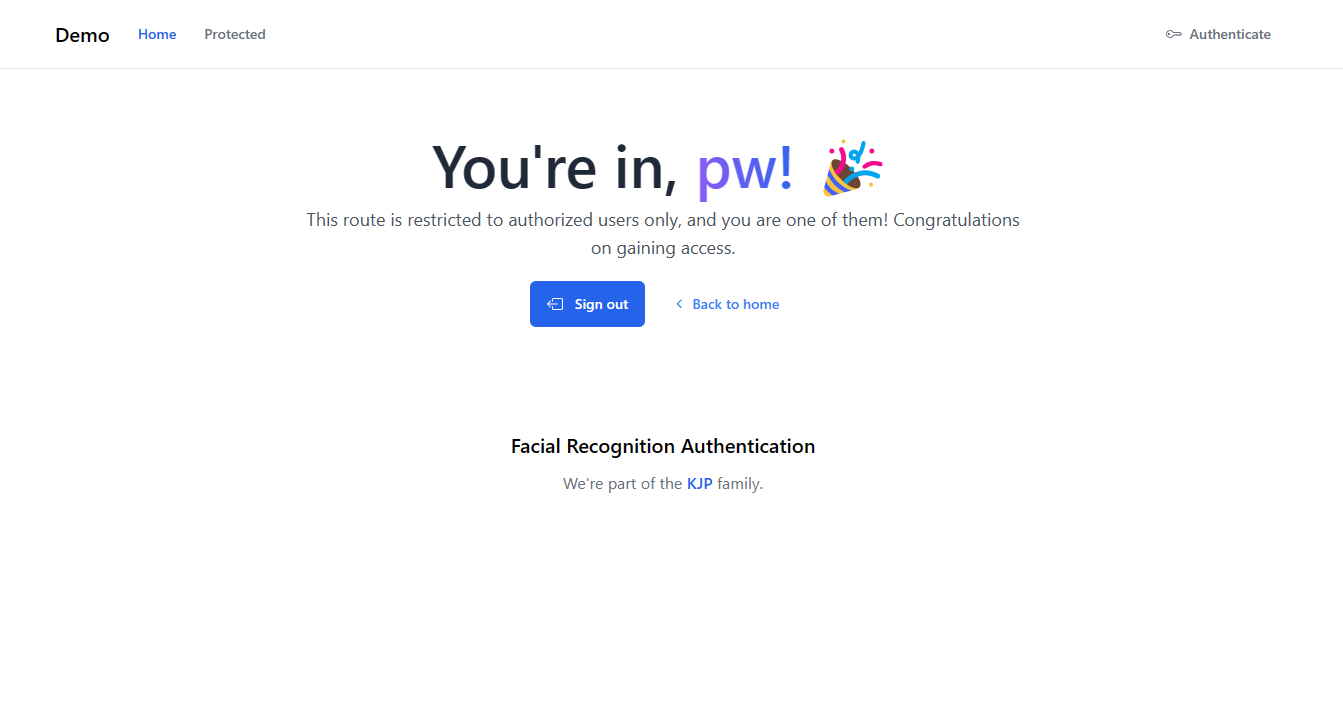 Demo Home Protected Authenticate
You're in, pw! 🎉
This route is restricted to authorized users only, and you are one of them! Congratulations
on gaining access.
Sign out Back to home
Facial Recognition Authentication
We're part of the KJP family.